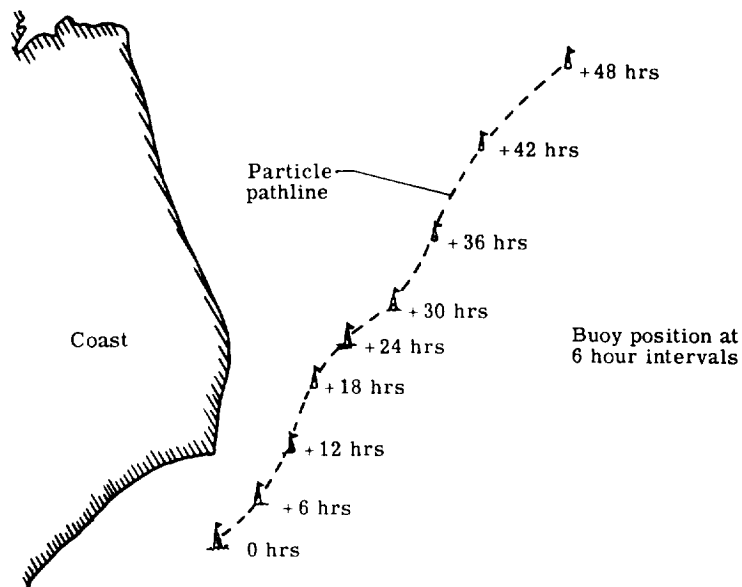 +48 hrs
+42 hrs
Particle
pathline
+36 hrs
+30 hrs
Coast
Buoy position at
6 hour intervals
+24 hrs
+18 hrs
+12 hrs
+6 hrs
0 hrs